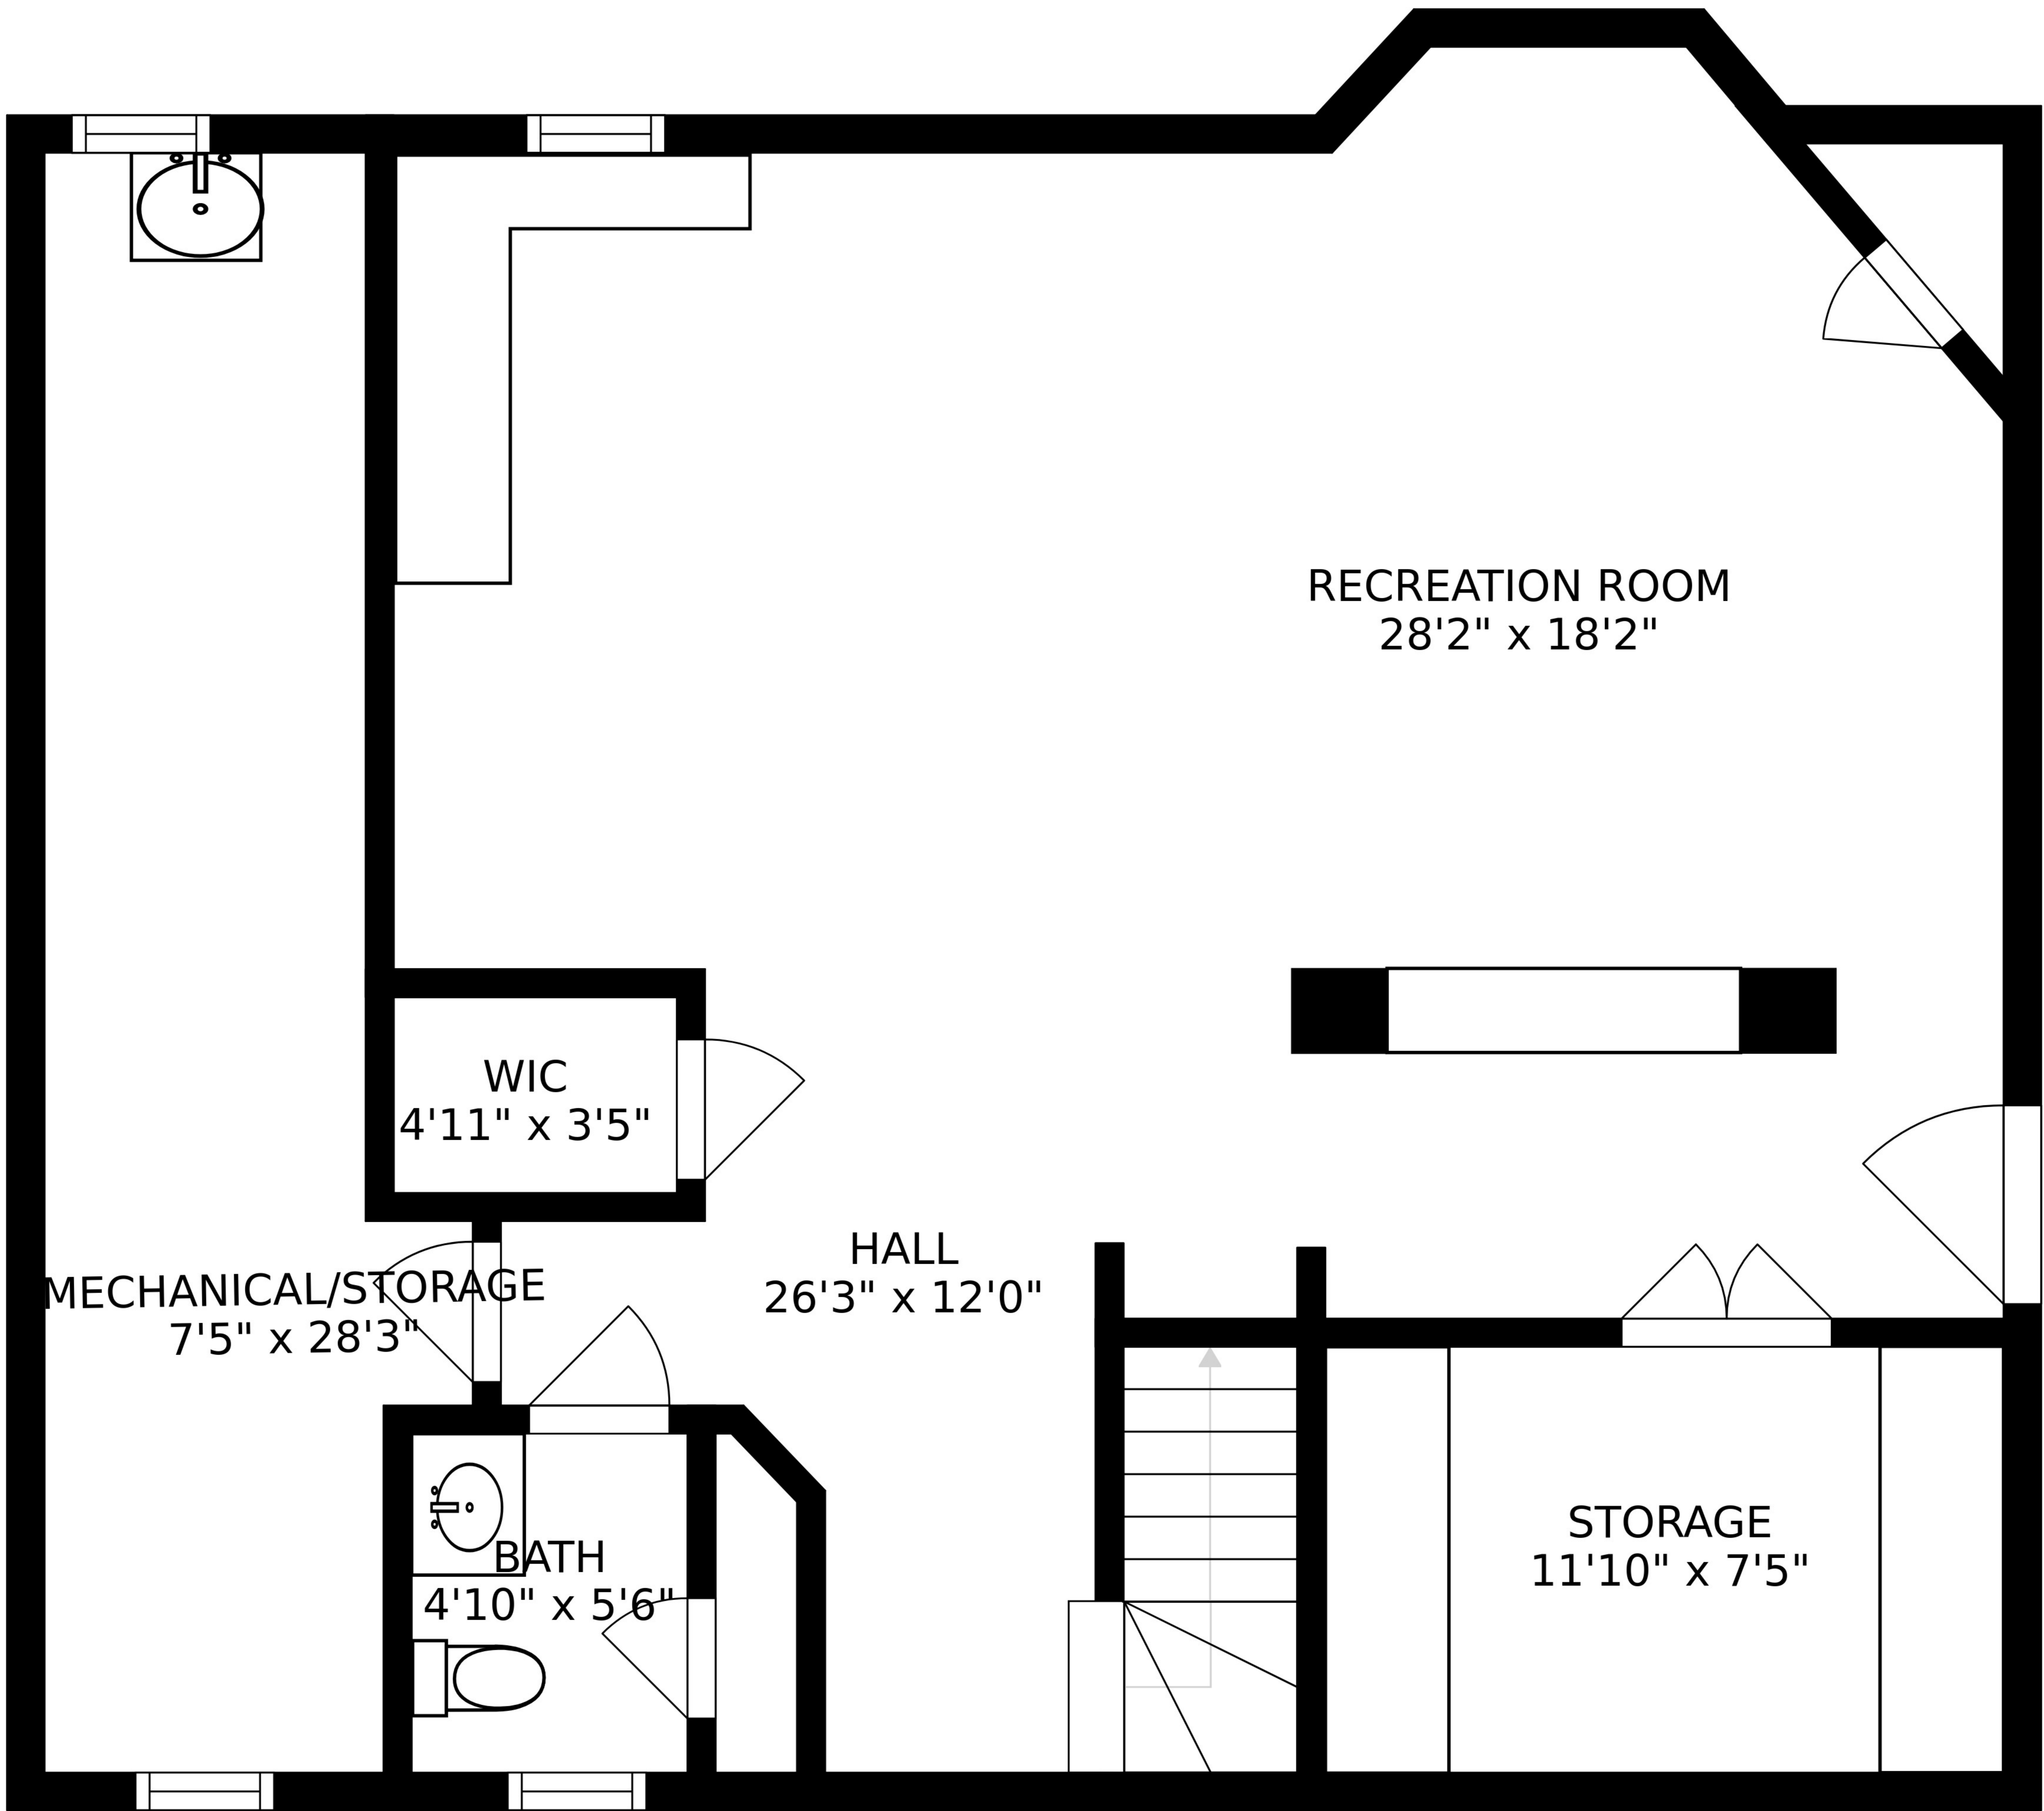 RECREATION ROOM
28'2" x 18'2"
WIC
4'11" x 3'5"
HALL
26'3" x 12'0"
MECHANICAL/STORAGE
7'5" x 28'3"
BATH
4'10" x 5'6"
STORAGE
11'10" x 7'5"